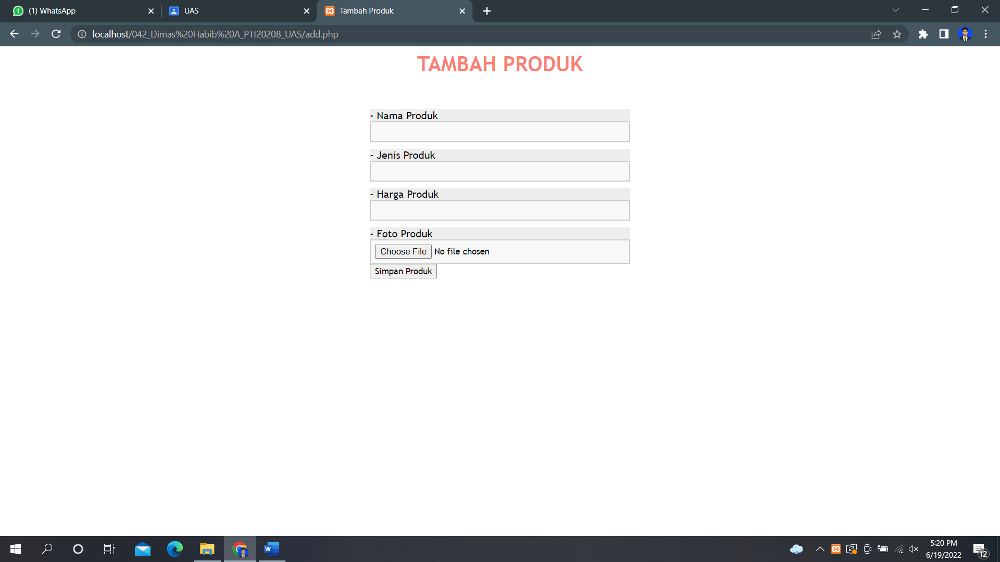 (1) WhatsApp
UAS
Tambah Produk
localhost/042_Dimas%20Habib%20A_PTI2020B_UAS/add.php
TAMBAH PRODUK
- Nama Produk
- Jenis Produk
- Harga Produk
- Foto Produk
Choose File No file chosen
Simpan Produk
5:20 PM
6/19/2022
12